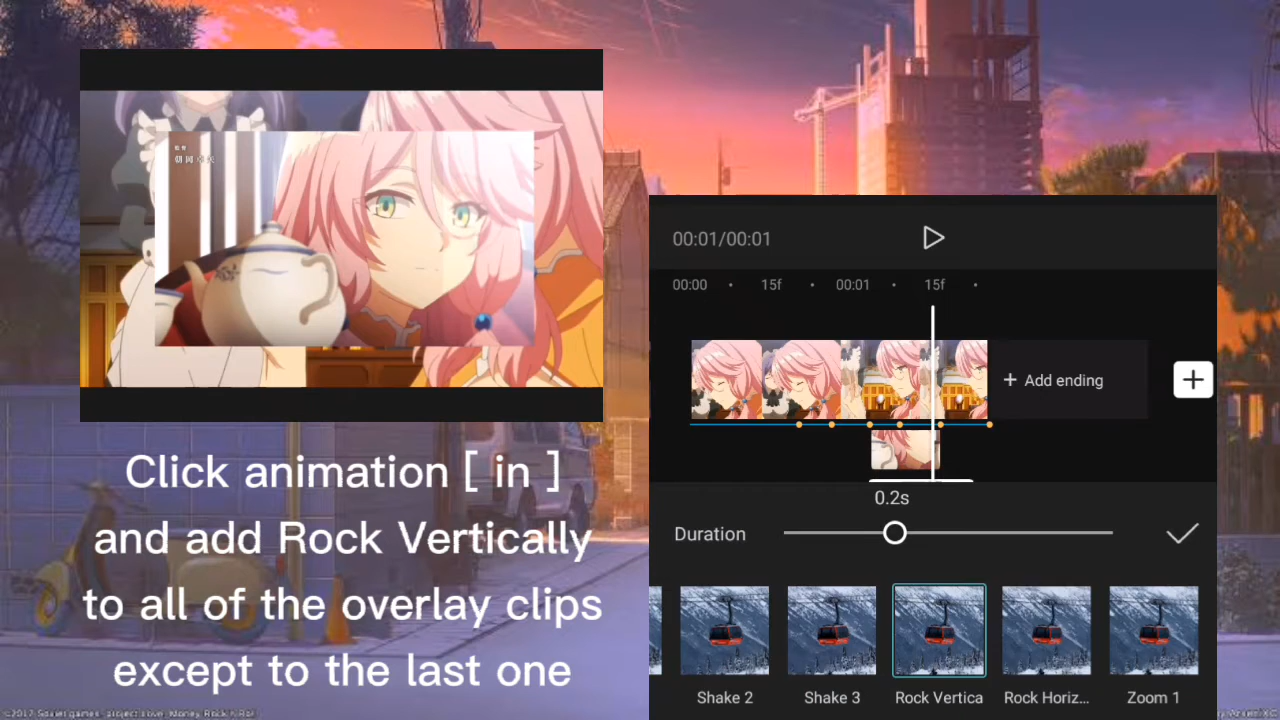 監督
Click animation [ in ]
and add Rock Vertically
to all of the overlay clips
except to the last one
00:01/00:01
00:00 · 15f · 00:01 · 15f ·
+ Add ending
+
0.2s
Duration
Shake 2
Shake 3
Rock Vertica
Rock Horiz...
Zoom 1